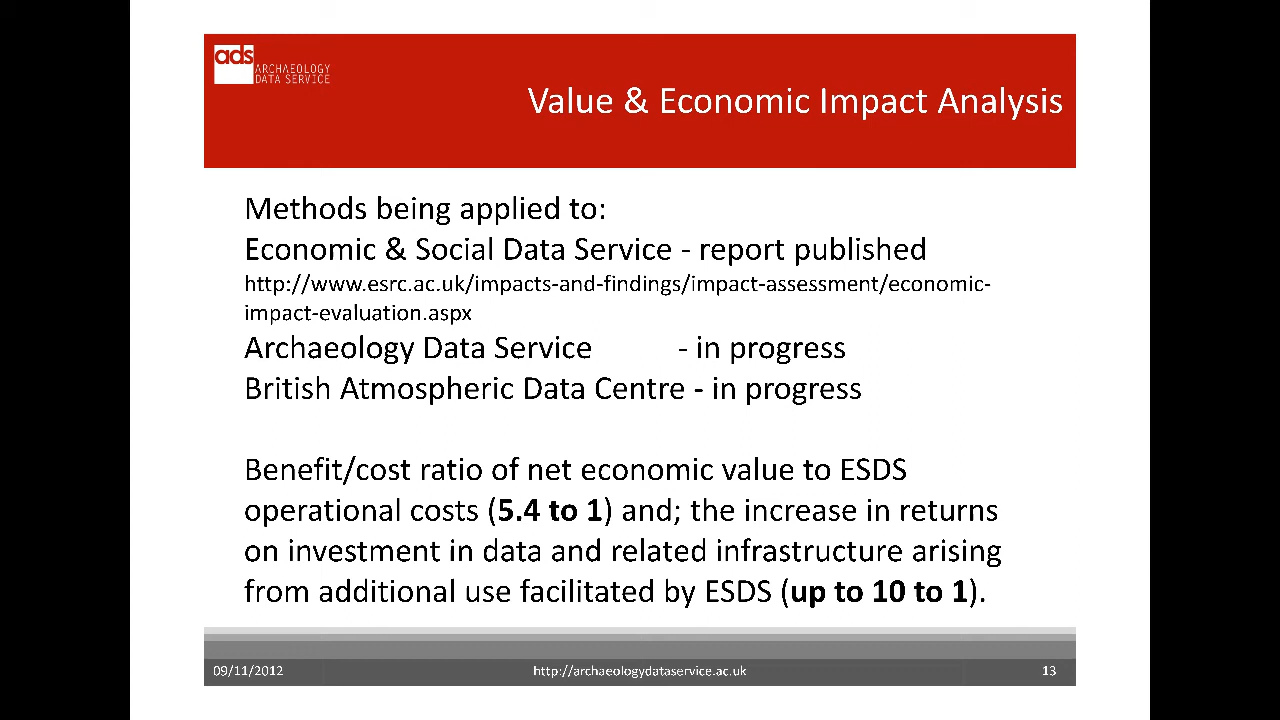 ads
ARCHAEOLOGY
DATA SERVICE
Value & Economic Impact Analysis
Methods being applied to:
Economic & Social Data Service - report published
http://www.esrc.ac.uk/impacts-and-findings/impact-assessment/economic-
impact-evaluation.aspx
Archaeology Data Service - in progress
British Atmospheric Data Centre - in progress
Benefit/cost ratio of net economic value to ESDS
operational costs (5.4 to 1) and; the increase in returns
on investment in data and related infrastructure arising
from additional use facilitated by ESDS (up to 10 to 1).
09/11/2012 http://archaeologydataservice.ac.uk 13